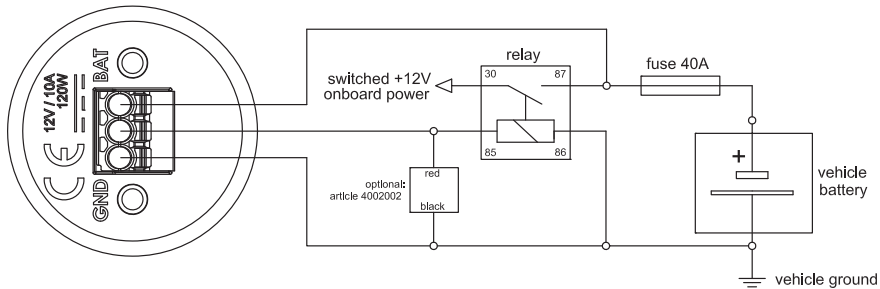 BAT
12V / 10A
120W
CE
GND
switched +12V
onboard power
relay
30
87
85
86
fuse 40A
optional:
article 4002002
red
black
+
vehicle
battery
vehicle ground